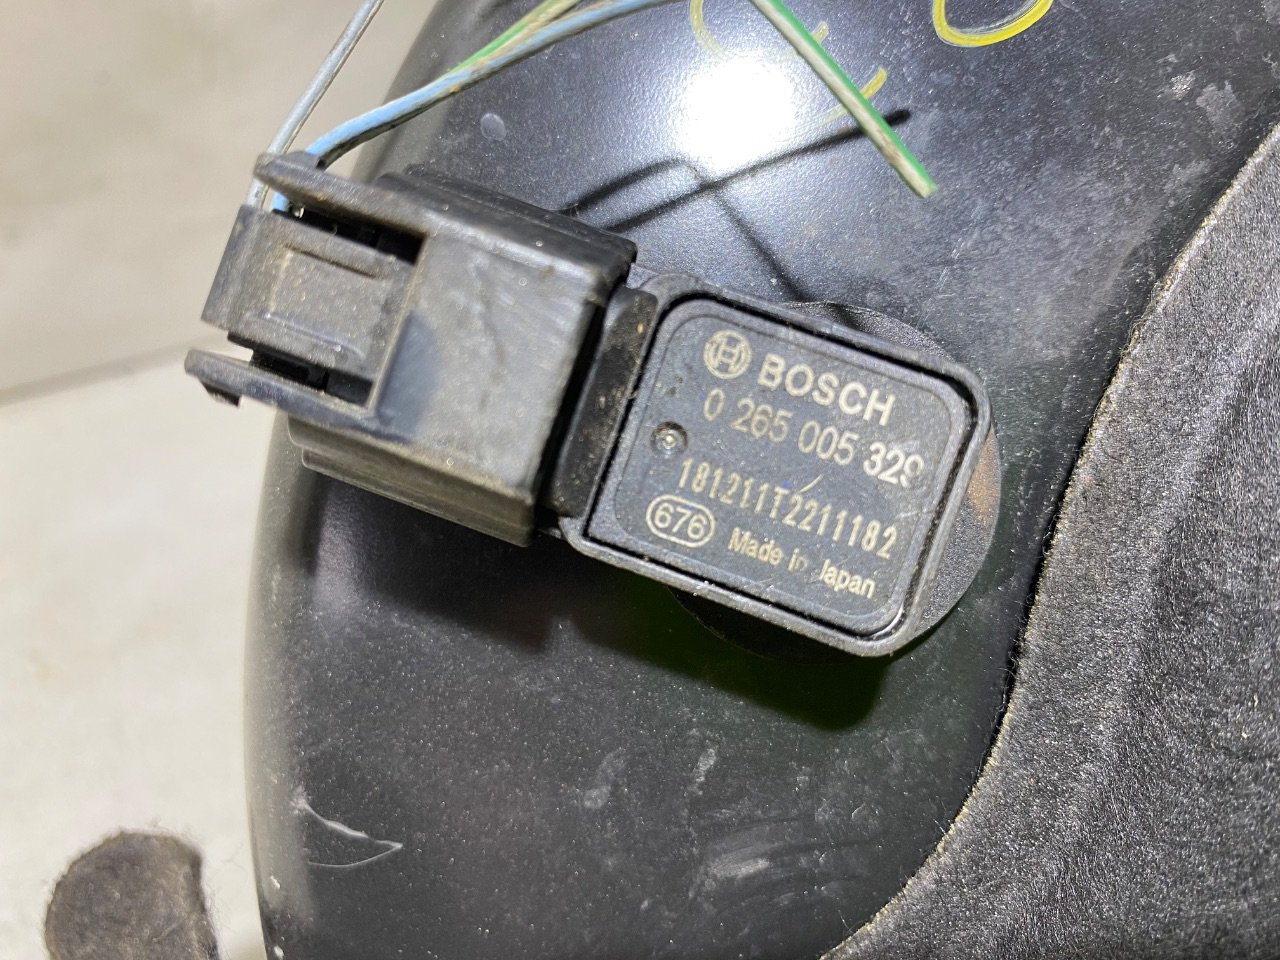 BOSCH
0 265 005 329
181211T2211182
676 Made in Japan